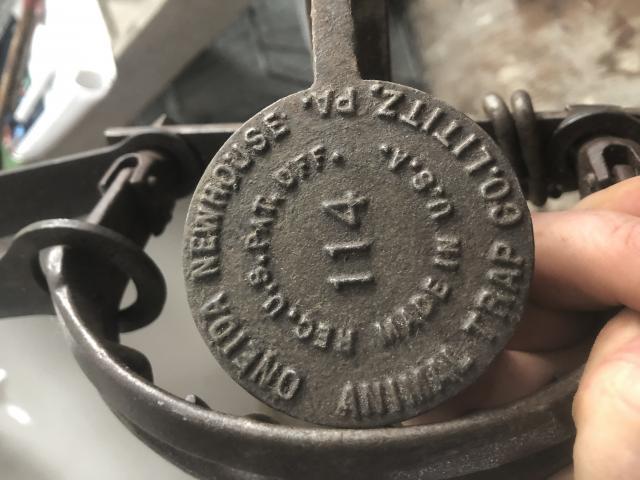 ONEIDA NEWHOUSE
ANIMAL TRAP CO. LITITZ, PA.
REG. U.S. PAT. OFF.
MADE IN U.S.A.
114